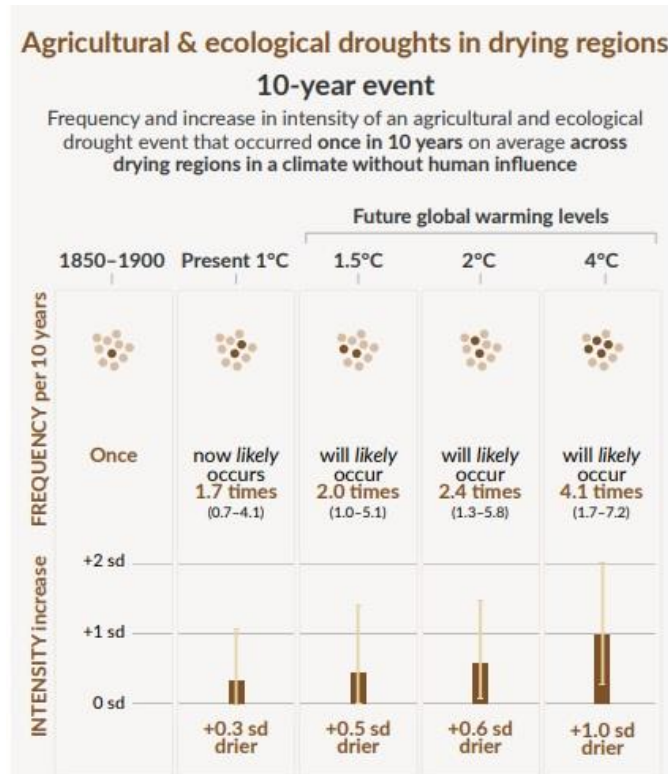 Agricultural & ecological droughts in drying regions
10-year event
Frequency and increase in intensity of an agricultural and ecological
drought event that occurred once in 10 years on average across
drying regions in a climate without human influence
Future global warming levels
1850–1900 Present 1°C 1.5°C 2°C 4°C
FREQUENCY per 10 years
Once
now likely
occurs
1.7 times
(0.7–4.1)
will likely
occur
2.0 times
(1.0–5.1)
will likely
occur
2.4 times
(1.3–5.8)
will likely
occur
4.1 times
(1.7–7.2)
INTENSITY increase
+2 sd
+1 sd
0 sd
+0.3 sd
drier
+0.5 sd
drier
+0.6 sd
drier
+1.0 sd
drier